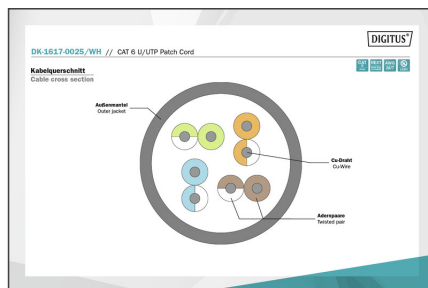 DIGITUS®
DK-1617-0025/WH // CAT 6 U/UTP Patch Cord
Kabelquerschnitt
Cable cross section
Außenmantel
Outer jacket
Cu-Draht
Cu-Wire
Aderpaare
Twisted pair